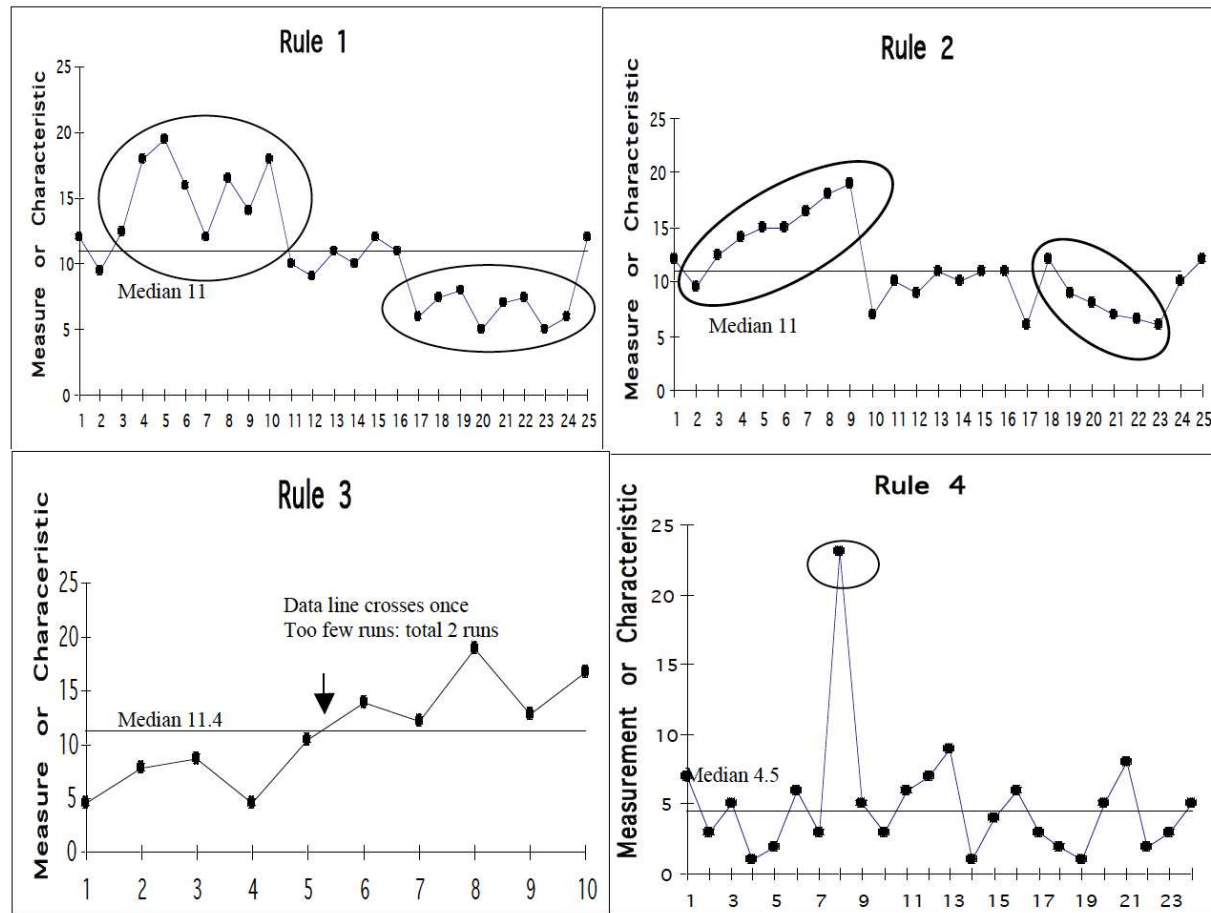 Rule 1
Measure or Characteristic
25
20
15
10
5
0
Median 11
1 2 3 4 5 6 7 8 9 10 11 12 13 14 15 16 17 18 19 20 21 22 23 24 25
Rule 2
Measure or Characteristic
25
20
15
10
5
0
Median 11
1 2 3 4 5 6 7 8 9 10 11 12 13 14 15 16 17 18 19 20 21 22 23 24 25
Rule 3
Measure or Characeristic
25
20
15
10
5
0
Data line crosses once
Too few runs: total 2 runs
Median 11.4
1 2 3 4 5 6 7 8 9 10
Rule 4
Measurement or Characteristic
25
20
15
10
5
0
Median 4.5
1 3 5 7 9 11 13 15 17 19 21 23